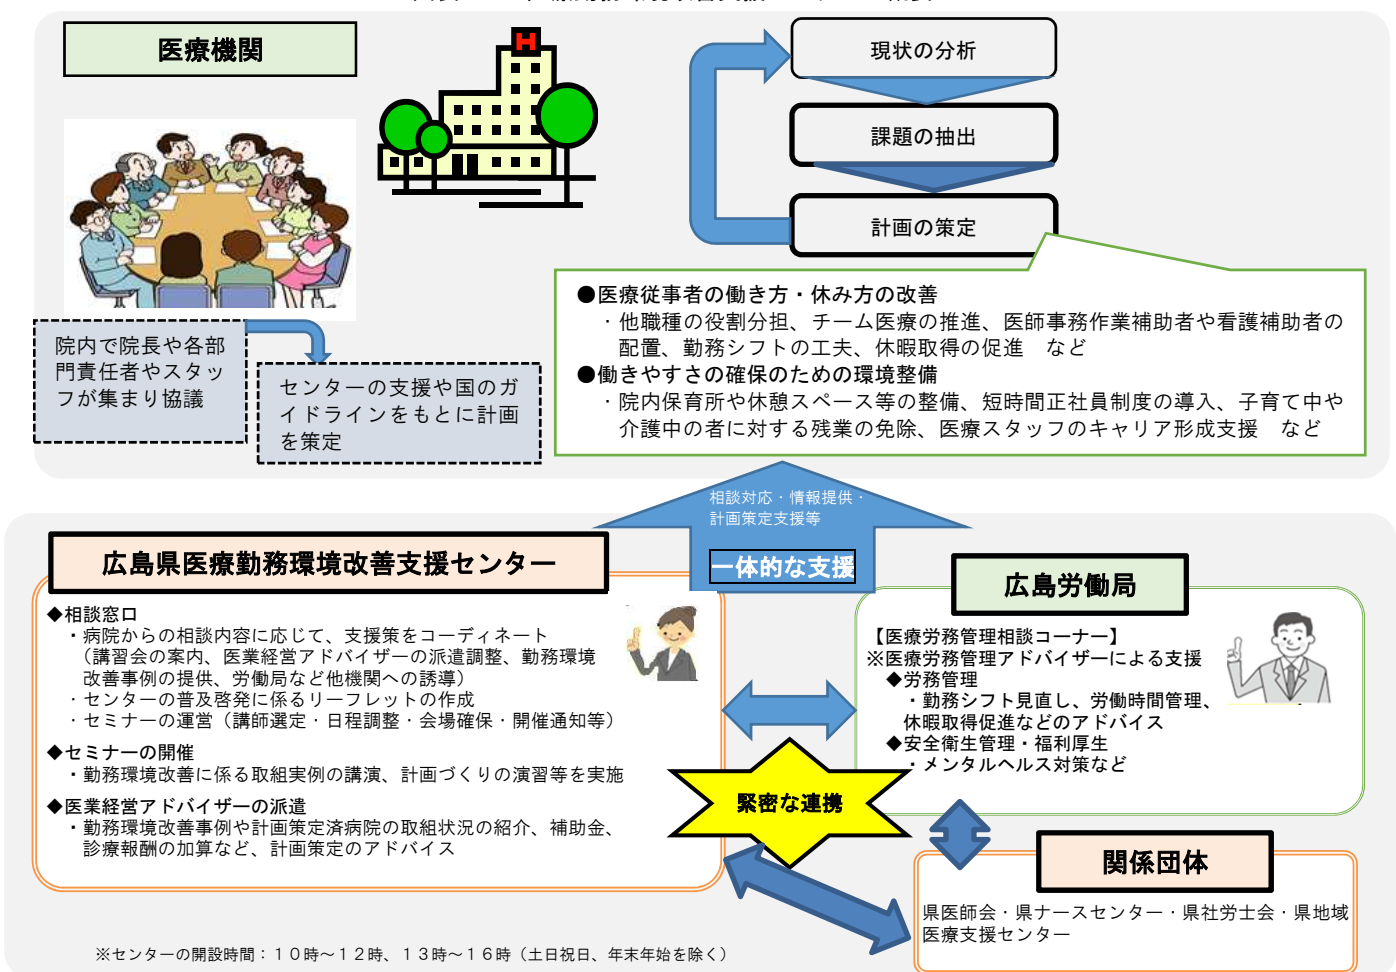 医療機関
H
現状の分析
課題の抽出
計画の策定
院内で院長や各部
門責任者やスタッ
フが集まり協議
センターの支援や国のガ
イドラインをもとに計画
を策定
●医療従事者の働き方・休み方の改善
・他職種の役割分担、チーム医療の推進、医師事務作業補助者や看護補助者の
配置、勤務シフトの工夫、休暇取得の促進　など
●働きやすさの確保のための環境整備
・院内保育所や休憩スペース等の整備、短時間正社員制度の導入、子育て中や
介護中の者に対する残業の免除、医療スタッフのキャリア形成支援　など
相談対応・情報提供・
計画策定支援等
一体的な支援
広島県医療勤務環境改善支援センター
◆相談窓口
・病院からの相談内容に応じて、支援策をコーディネート
（講習会の案内、医業経営アドバイザーの派遣調整、勤務環境
改善事例の提供、労働局など他機関への誘導）
・センターの普及啓発に係るリーフレットの作成
・セミナーの運営（講師選定・日程調整・会場確保・開催通知等）
◆セミナーの開催
・勤務環境改善に係る取組実例の講演、計画づくりの演習等を実施
◆医業経営アドバイザーの派遣
・勤務環境改善事例や計画策定済病院の取組状況の紹介、補助金、
診療報酬の加算など、計画策定のアドバイス
広島労働局
【医療労務管理相談コーナー】
※医療労務管理アドバイザーによる支援
◆労務管理
・勤務シフト見直し、労働時間管理、
休暇取得促進などのアドバイス
◆安全衛生管理・福利厚生
・メンタルヘルス対策など
緊密な連携
関係団体
県医師会・県ナースセンター・県社労士会・県地域
医療支援センター
※センターの開設時間：１０時～１２時、１３時～１６時（土日祝日、年末年始を除く）